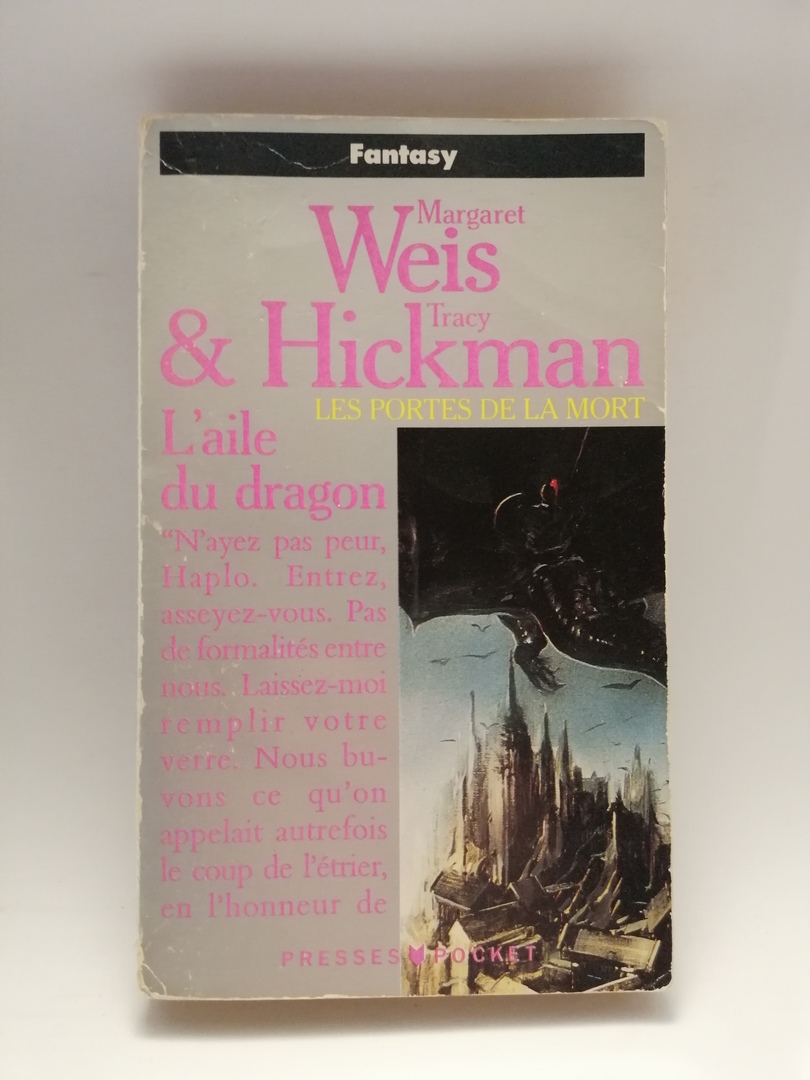 Fantasy
Margaret
Weis
Tracy
& Hickman
LES PORTES DE LA MORT
L'aile
du dragon
"N'ayez pas peur,
Haplo. Entrez,
asseyez-vous. Pas
de formalités entre
nous. Laissez-moi
remplir votre
verre. Nous bu-
vons ce qu'on
appelait autrefois
le coup de l'étrier,
en l'honneur de
PRESSES POCKET